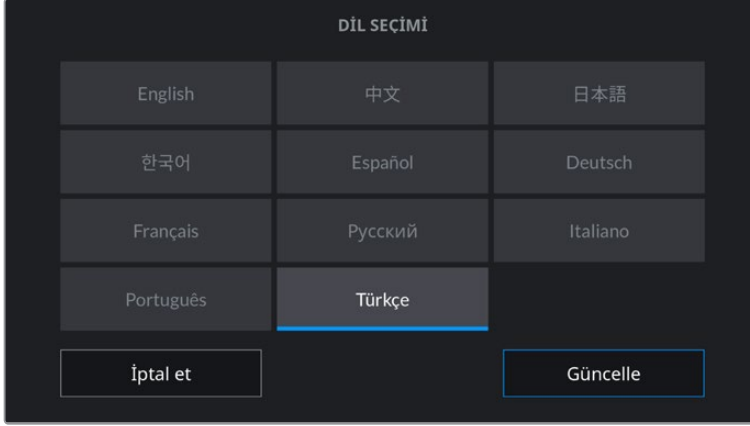 DİL SEÇİMİ
English 中文 日本語
한국어 Español Deutsch
Français Русский Italiano
Português Türkçe
İptal et Güncelle